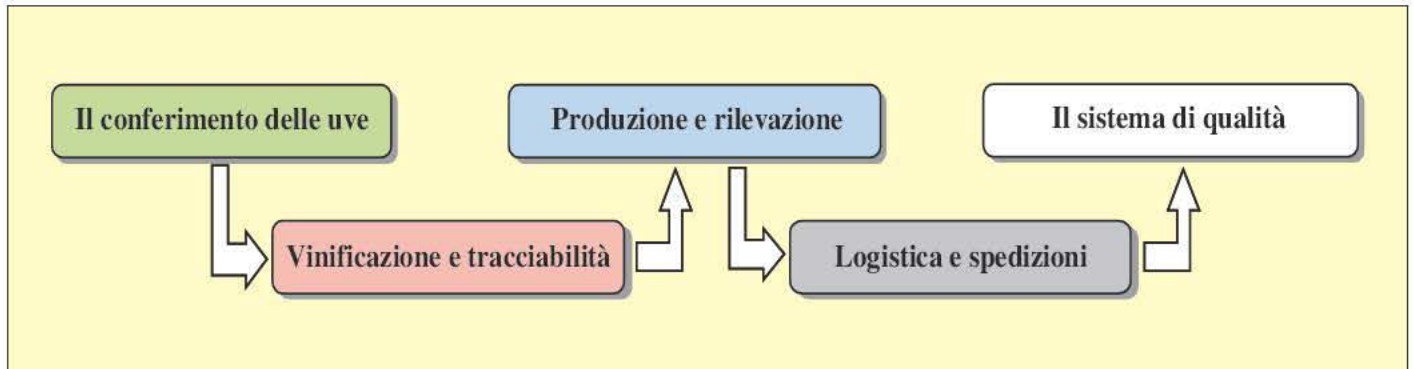 Il conferimento delle uve
Vinificazione e tracciabilità
Produzione e rilevazione
Logistica e spedizioni
Il sistema di qualità